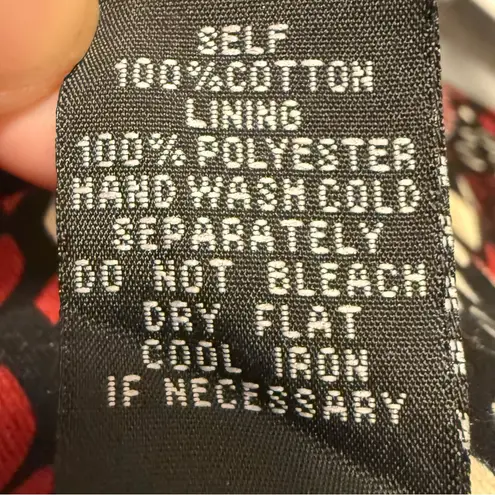 SELF
100%COTTON
LINING
100% POLYESTER
HAND WASH COLD
SEPARATELY
DO NOT BLEACH
DRY FLAT
COOL IRON
IF NECESSARY